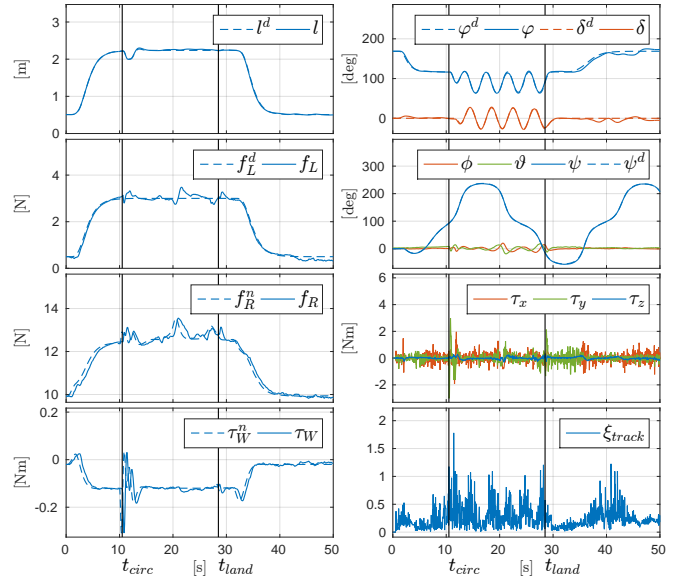 l^d l
[m]
3
2
1
0
φ^d φ δ^d δ
[deg]
200
100
0
f_L^d f_L
[N]
4
2
0
ϕ ϑ ψ ψ^d
[deg]
300
200
100
0
f_R^n f_R
[N]
14
12
10
τ_x τ_y τ_z
[Nm]
6
4
2
0
-2
τ_W^n τ_W
[Nm]
0.2
0
-0.2
0 10 20 30 40 50
t_circ [s] t_land
ξ_track
2
1.5
1
0.5
0
0 10 20 30 40 50
t_circ [s] t_land